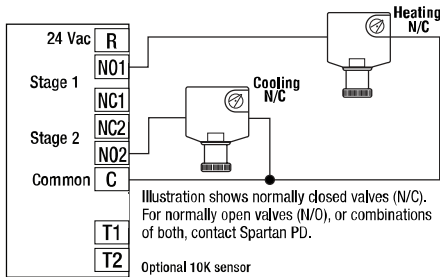 Heating
N/C
24 Vac R
Stage 1
NO1
NC1
Cooling
N/C
Stage 2
NC2
NO2
Common C
Illustration shows normally closed valves (N/C).
For normally open valves (N/O), or combinations
of both, contact Spartan PD.
T1
T2
Optional 10K sensor